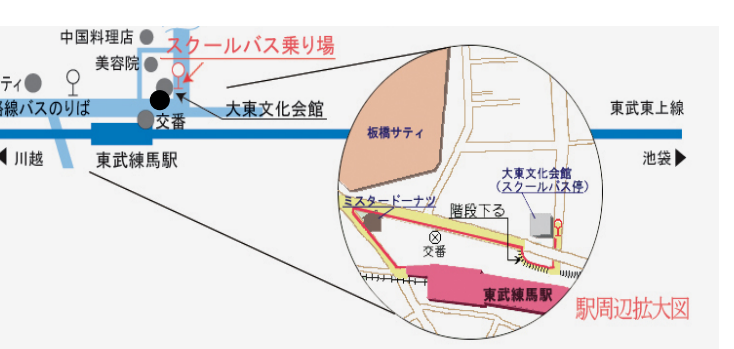 中国料理店
スクールバス乗り場
美容院
ティ
路線バスのりば
大東文化会館
交番
東武東上線
川越
東武練馬駅
池袋
板橋サティ
大東文化会館
(スクールバス停)
ミスタードーナツ
階段下る
交番
東武練馬駅
駅周辺拡大図